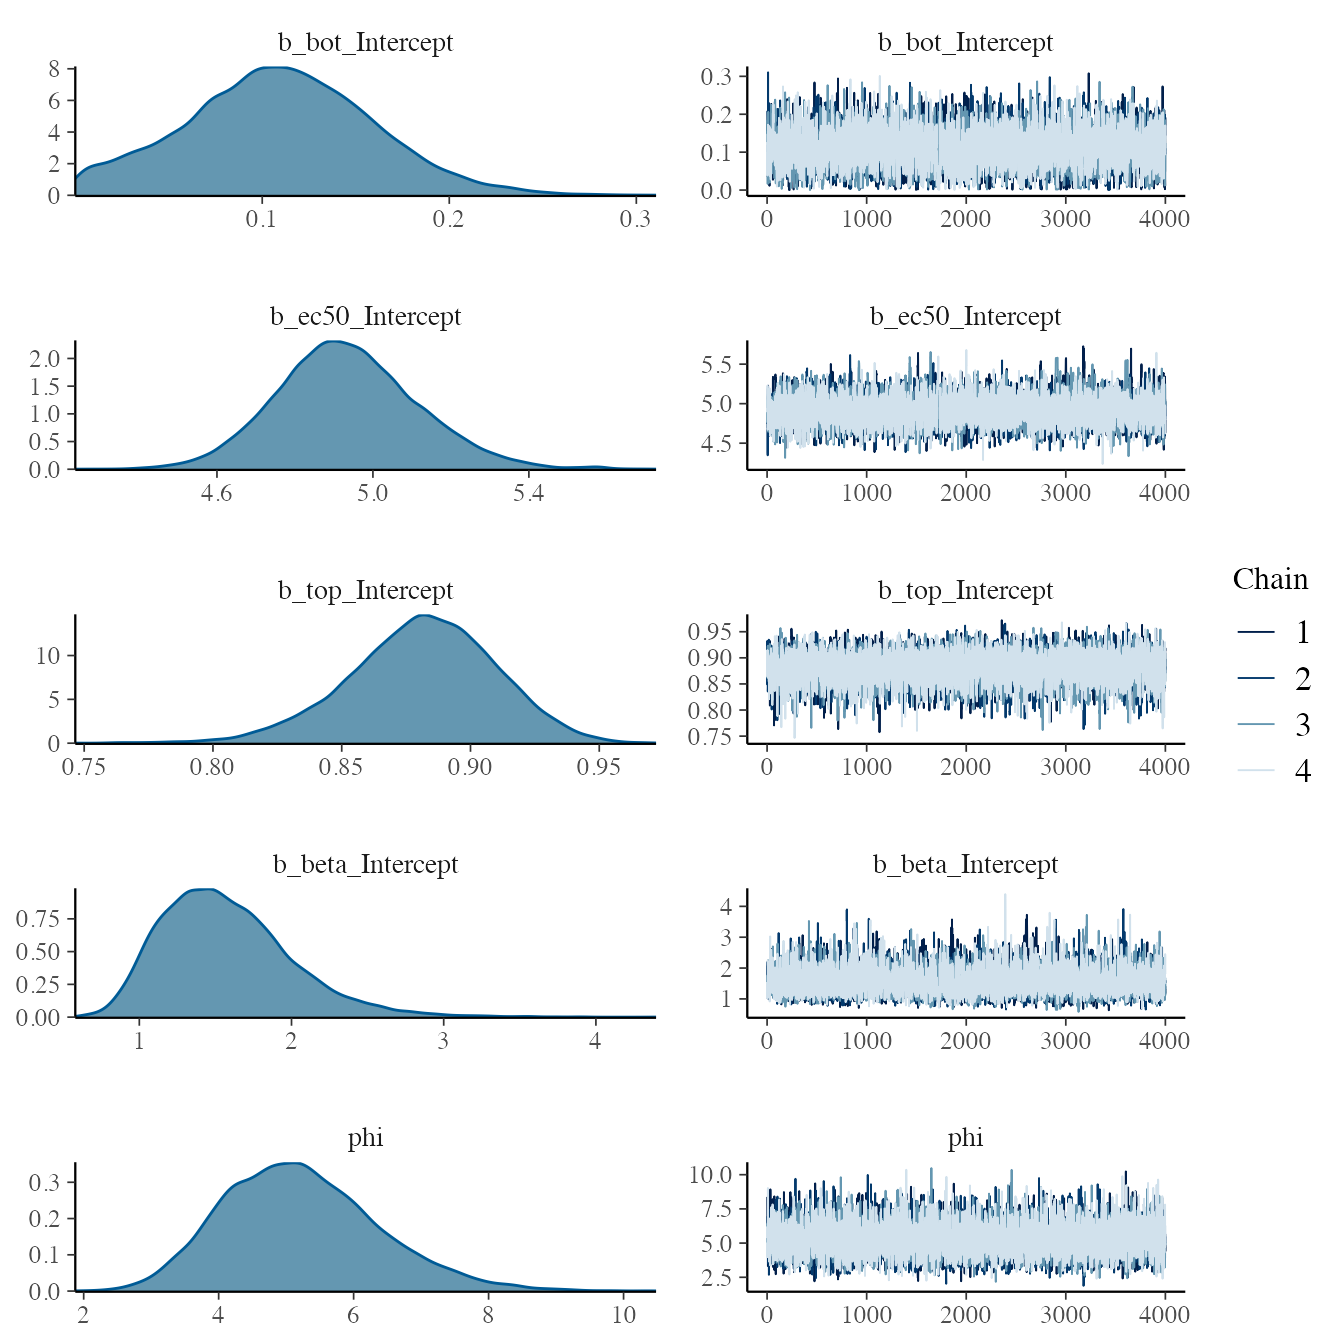 b_bot_Intercept
8
6
4
2
0
0.1 0.2 0.3
b_bot_Intercept
0.3
0.2
0.1
0.0
0 1000 2000 3000 4000
b_ec50_Intercept
2.0
1.5
1.0
0.5
0.0
4.6 5.0 5.4
b_ec50_Intercept
5.5
5.0
4.5
0 1000 2000 3000 4000
b_top_Intercept
10
5
0
0.75 0.80 0.85 0.90 0.95
b_top_Intercept
0.95
0.90
0.85
0.80
0.75
0 1000 2000 3000 4000
b_beta_Intercept
0.75
0.50
0.25
0.00
1 2 3 4
b_beta_Intercept
4
3
2
1
0 1000 2000 3000 4000
phi
0.3
0.2
0.1
0.0
2 4 6 8 10
phi
10.0
7.5
5.0
2.5
0 1000 2000 3000 4000
Chain
1
2
3
4